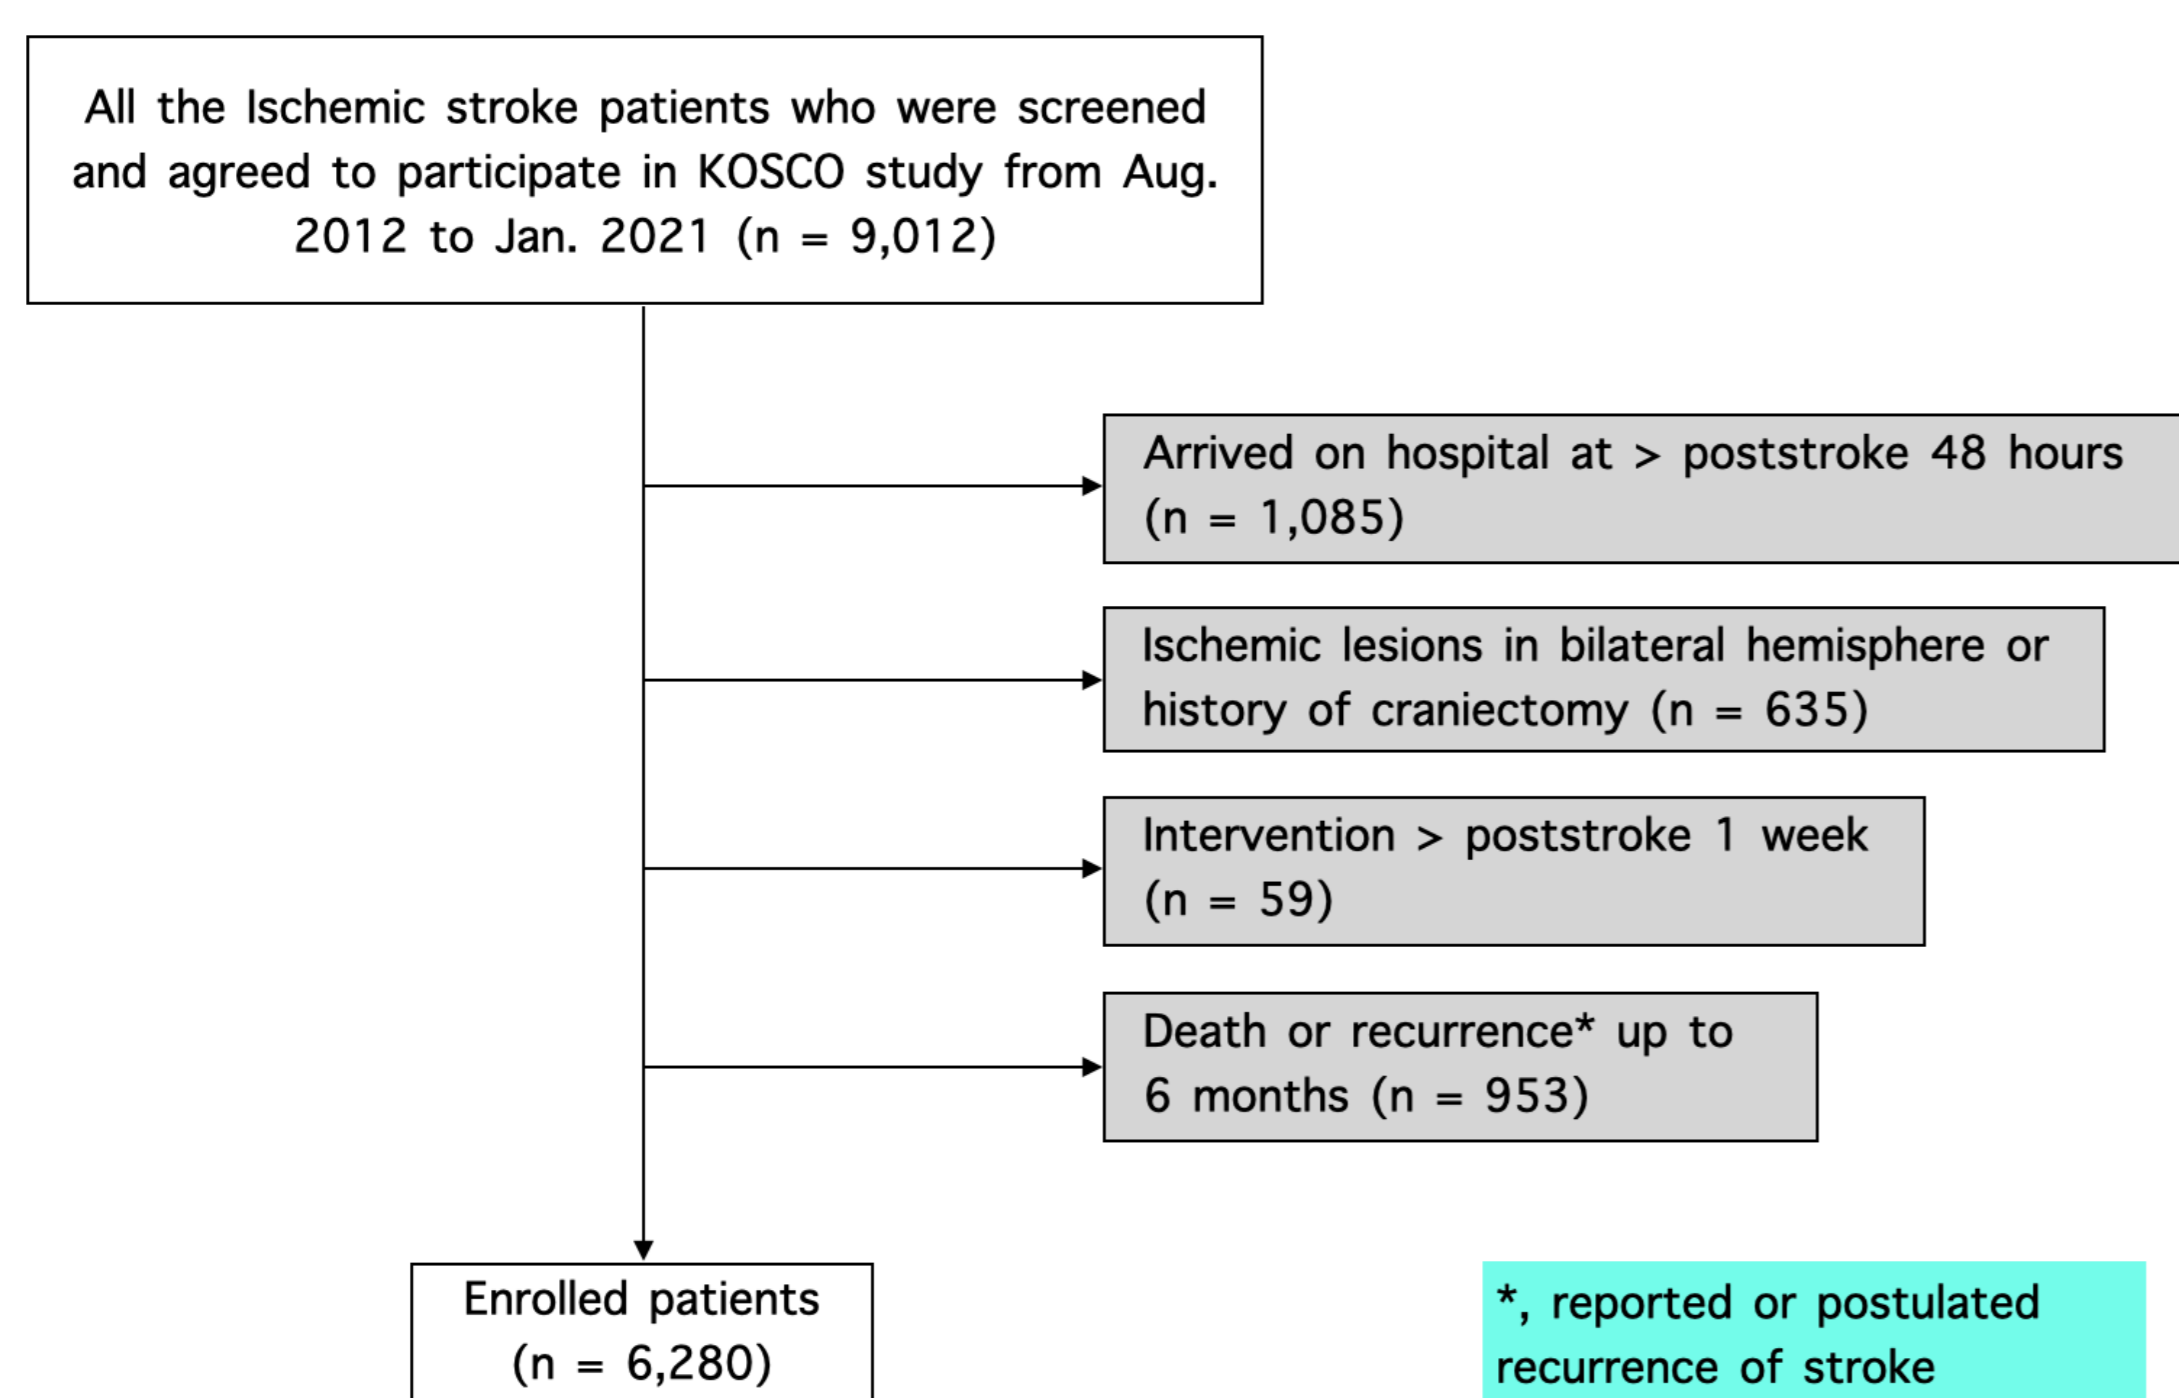 All the Ischemic stroke patients who were screened
and agreed to participate in KOSCO study from Aug.
2012 to Jan. 2021 (n = 9,012)
Arrived on hospital at > poststroke 48 hours
(n = 1,085)
Ischemic lesions in bilateral hemisphere or
history of craniectomy (n = 635)
Intervention > poststroke 1 week
(n = 59)
Death or recurrence* up to
6 months (n = 953)
Enrolled patients
(n = 6,280)
*, reported or postulated
recurrence of stroke